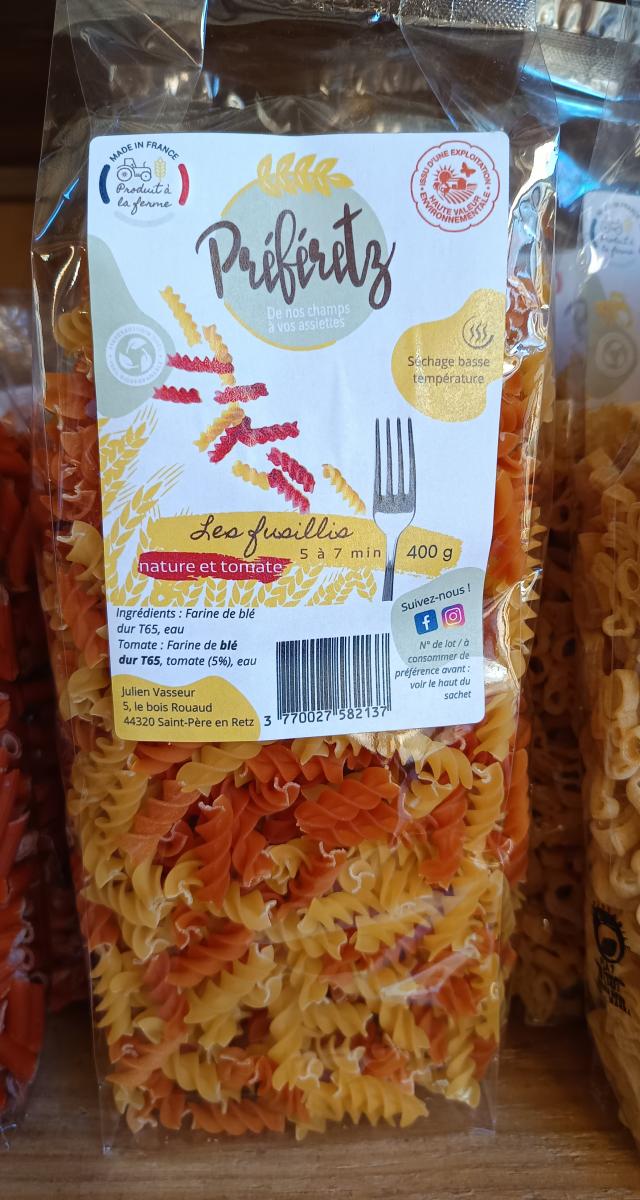 MADE IN FRANCE
Produit à
la ferme
ISSU D'UNE EXPLOITATION
HAUTE VALEUR
ENVIRONNEMENTALE
Préféretz
De nos champs
à vos assiettes
Séchage basse
température
Les fusillis
5 à 7 min
400 g
nature et tomate
Ingrédients : Farine de blé
dur T65, eau
Tomate : Farine de blé
dur T65, tomate (5%), eau
Julien Vasseur
5, le bois Rouaud
44320 Saint-Père en Retz
3 770027 582137
Suivez-nous !
N° de lot / à
consommer de
préférence avant :
voir le haut du
sachet